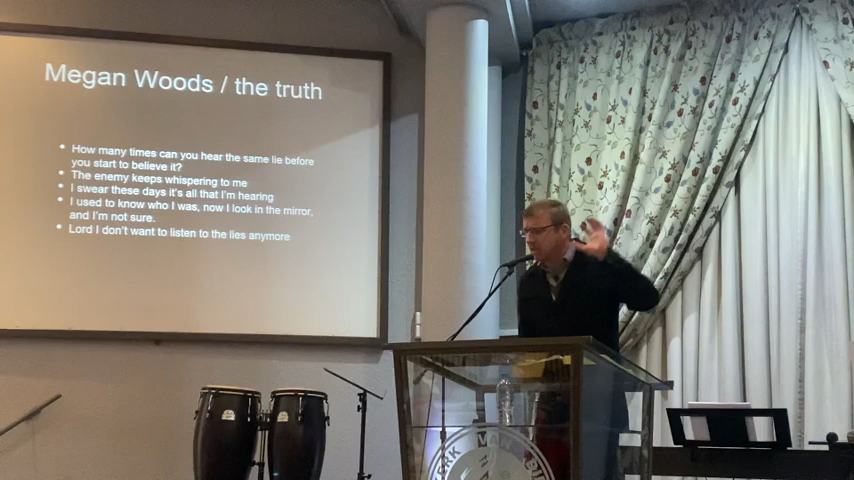 Megan Woods / the truth
• How many times can you hear the same lie before
you start to believe it?
• The enemy keeps whispering to me
• I swear these days it's all that I'm hearing
• I used to know who I was, now I look in the mirror,
and I'm not sure.
• Lord I don't want to listen to the lies anymore